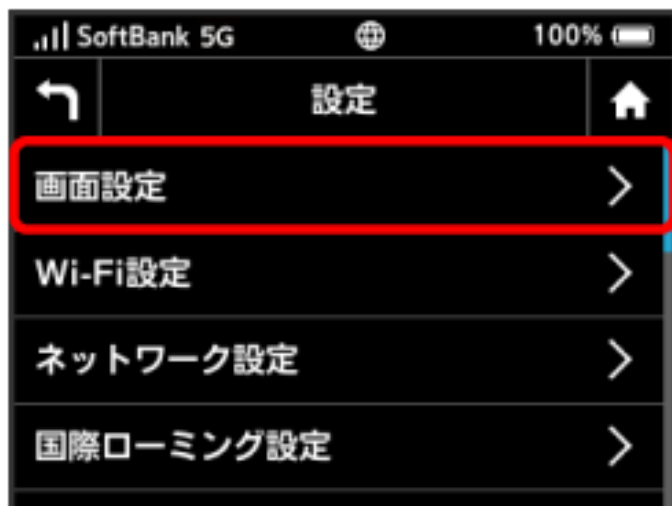 SoftBank 5G 100%
設定
画面設定
Wi-Fi設定
ネットワーク設定
国際ローミング設定